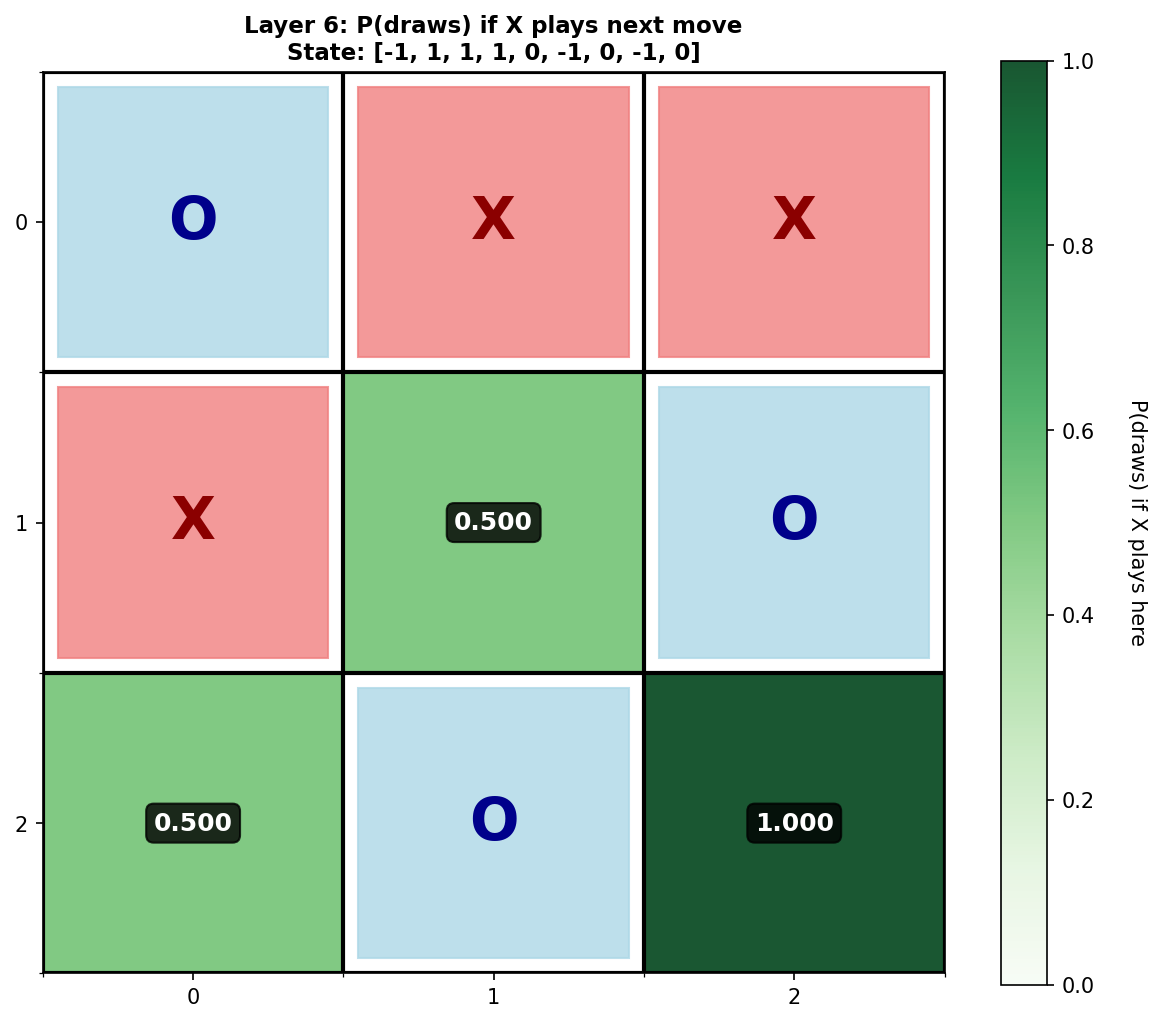 Layer 6: P(draws) if X plays next move
State: [-1, 1, 1, 1, 0, -1, 0, -1, 0]
O X X
0
X 0.500 O
1
0.500 O 1.000
2
0 1 2
1.0
0.8
0.6
0.4
0.2
0.0
P(draws) if X plays here